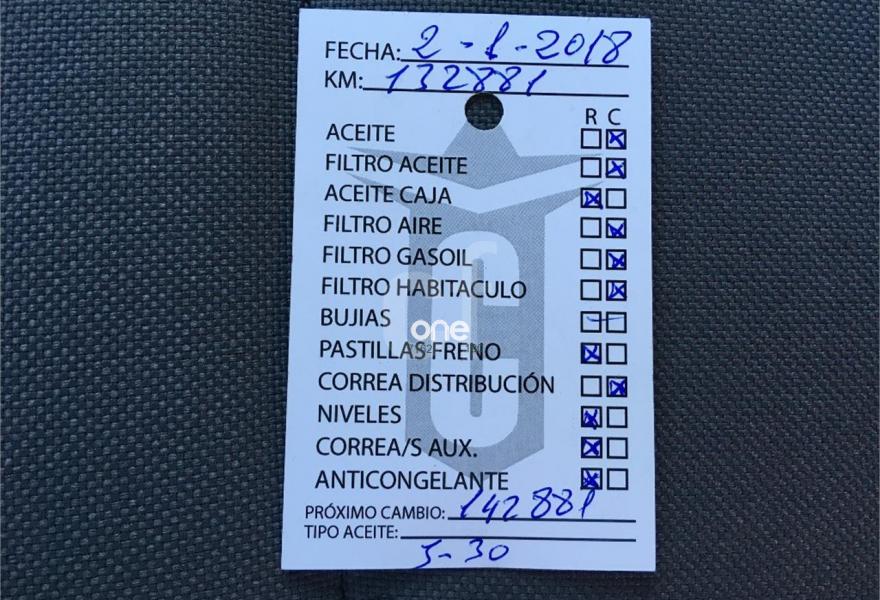 FECHA: 2-1-2018
KM: 132881
R C
ACEITE
FILTRO ACEITE
ACEITE CAJA
FILTRO AIRE
FILTRO GASOIL
FILTRO HABITACULO
BUJIAS
one
PASTILLAS FRENO
CORREA DISTRIBUCIÓN
NIVELES
CORREA/S AUX.
ANTICONGELANTE
PRÓXIMO CAMBIO: 142881
TIPO ACEITE:
5-30